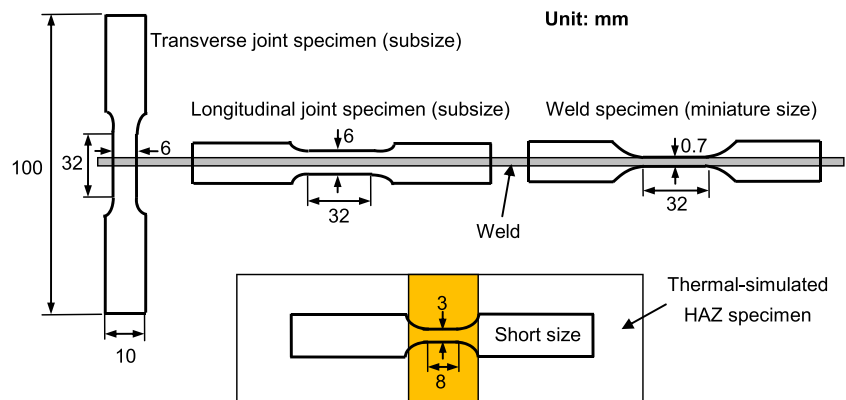 Unit: mm
Transverse joint specimen (subsize)
Longitudinal joint specimen (subsize)
Weld specimen (miniature size)
100
32
6
10
6
32
0.7
32
Weld
3
8
Short size
Thermal-simulated
HAZ specimen